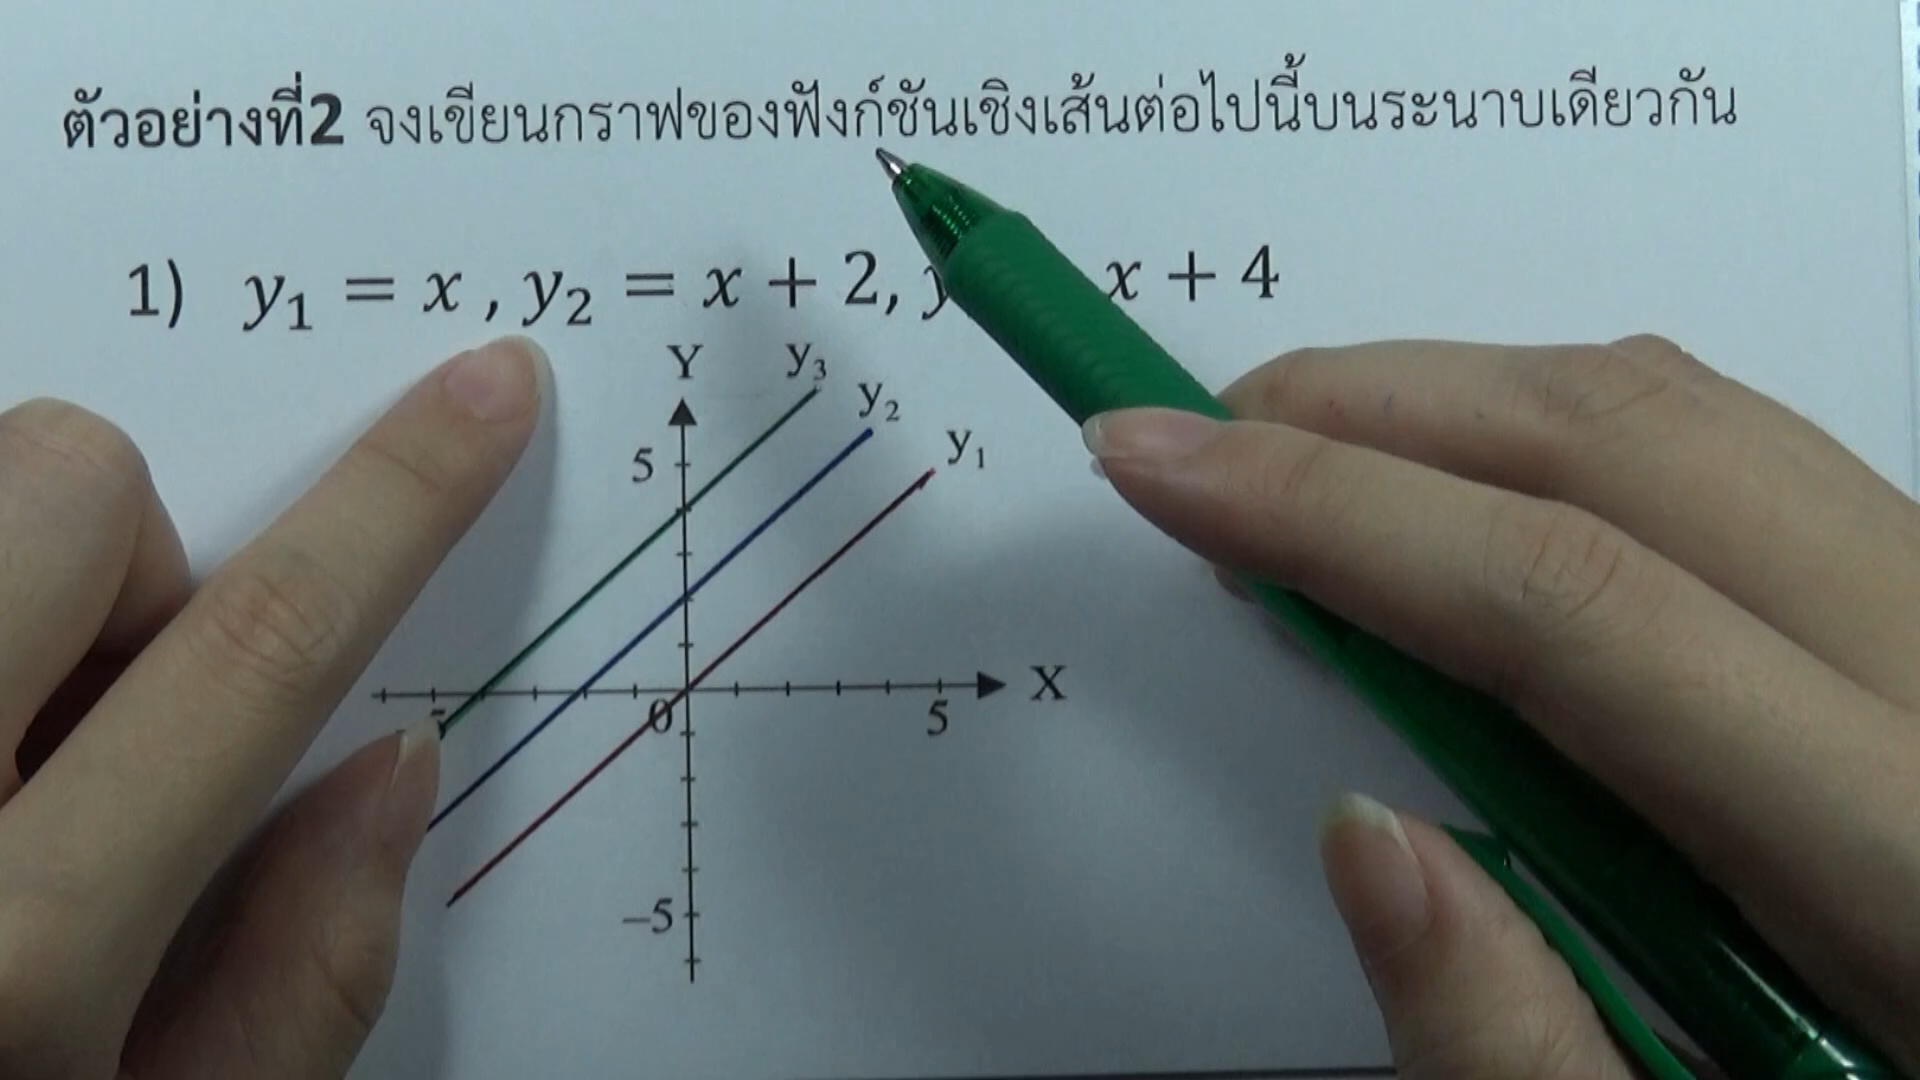 ตัวอย่างที่2 จงเขียนกราฟของฟังก์ชันเชิงเส้นต่อไปนี้บนระนาบเดียวกัน
1) y₁ = x , y₂ = x + 2, x + 4
Y y₃
y₂
5 y₁
X
0 5
–5